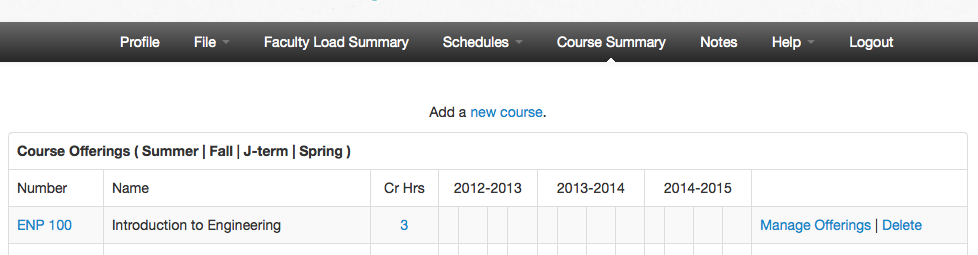 Profile File Faculty Load Summary Schedules Course Summary Notes Help Logout
Add a new course.
Course Offerings ( Summer | Fall | J-term | Spring )
Number Name Cr Hrs 2012-2013 2013-2014 2014-2015
ENP 100 Introduction to Engineering 3 Manage Offerings | Delete